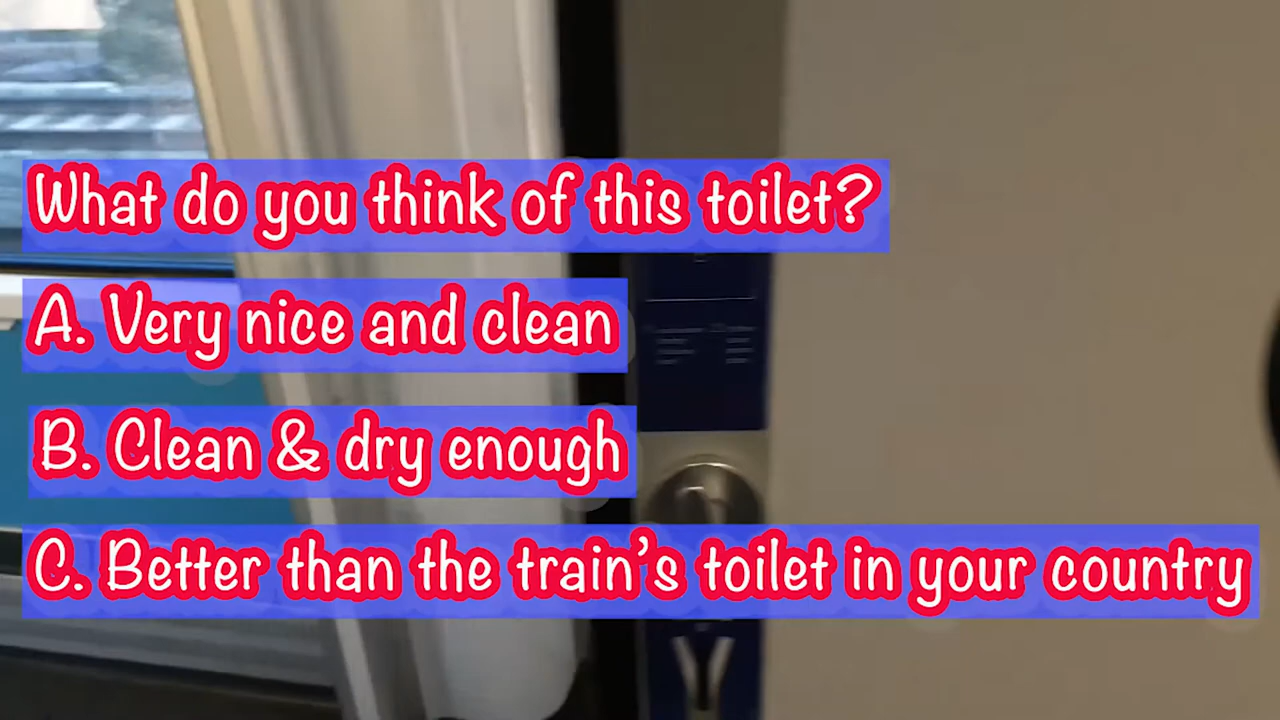 What do you think of this toilet?
A. Very nice and clean
B. Clean & dry enough
C. Better than the train's toilet in your country